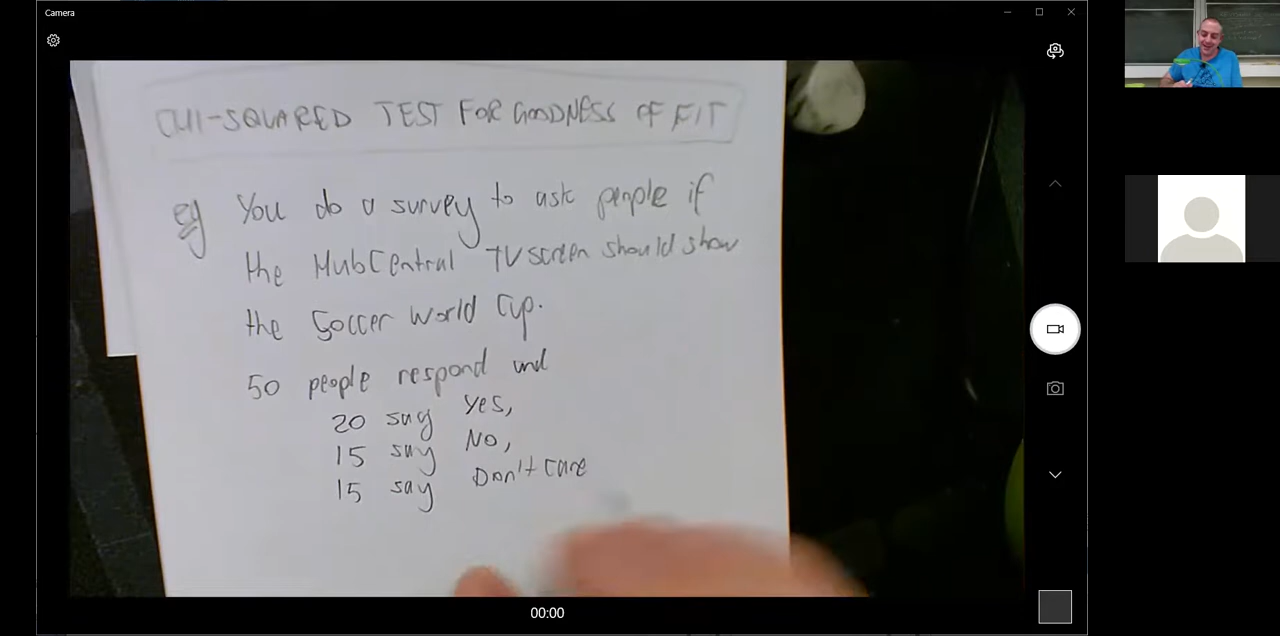 Camera
CHI-SQUARED TEST FOR GOODNESS OF FIT
eg You do a survey to ask people if
the HubCentral TV screen should show
the Soccer World Cup.
50 people respond and
20 say Yes,
15 say No,
15 say Don't care
00:00